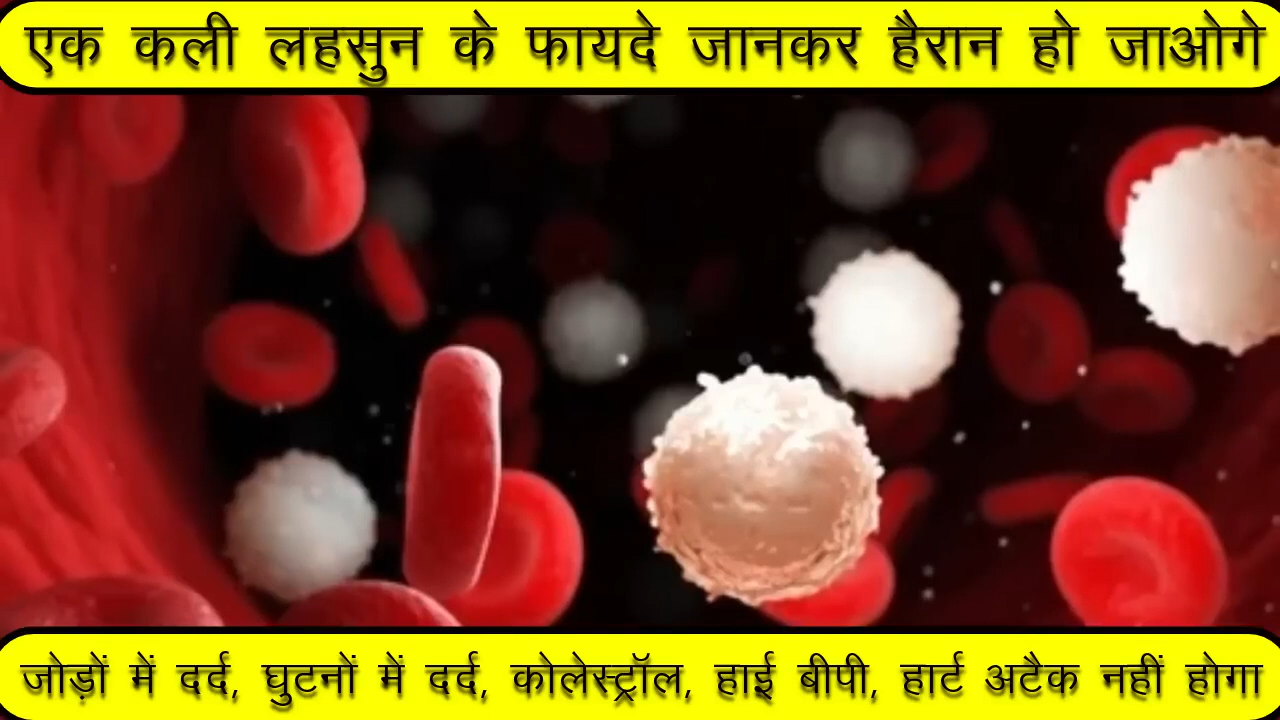 एक कली लहसुन के फायदे जानकर हैरान हो जाओगे
जोड़ों में दर्द, घुटनों में दर्द, कोलेस्ट्रॉल, हाई बीपी, हार्ट अटैक नहीं होगा